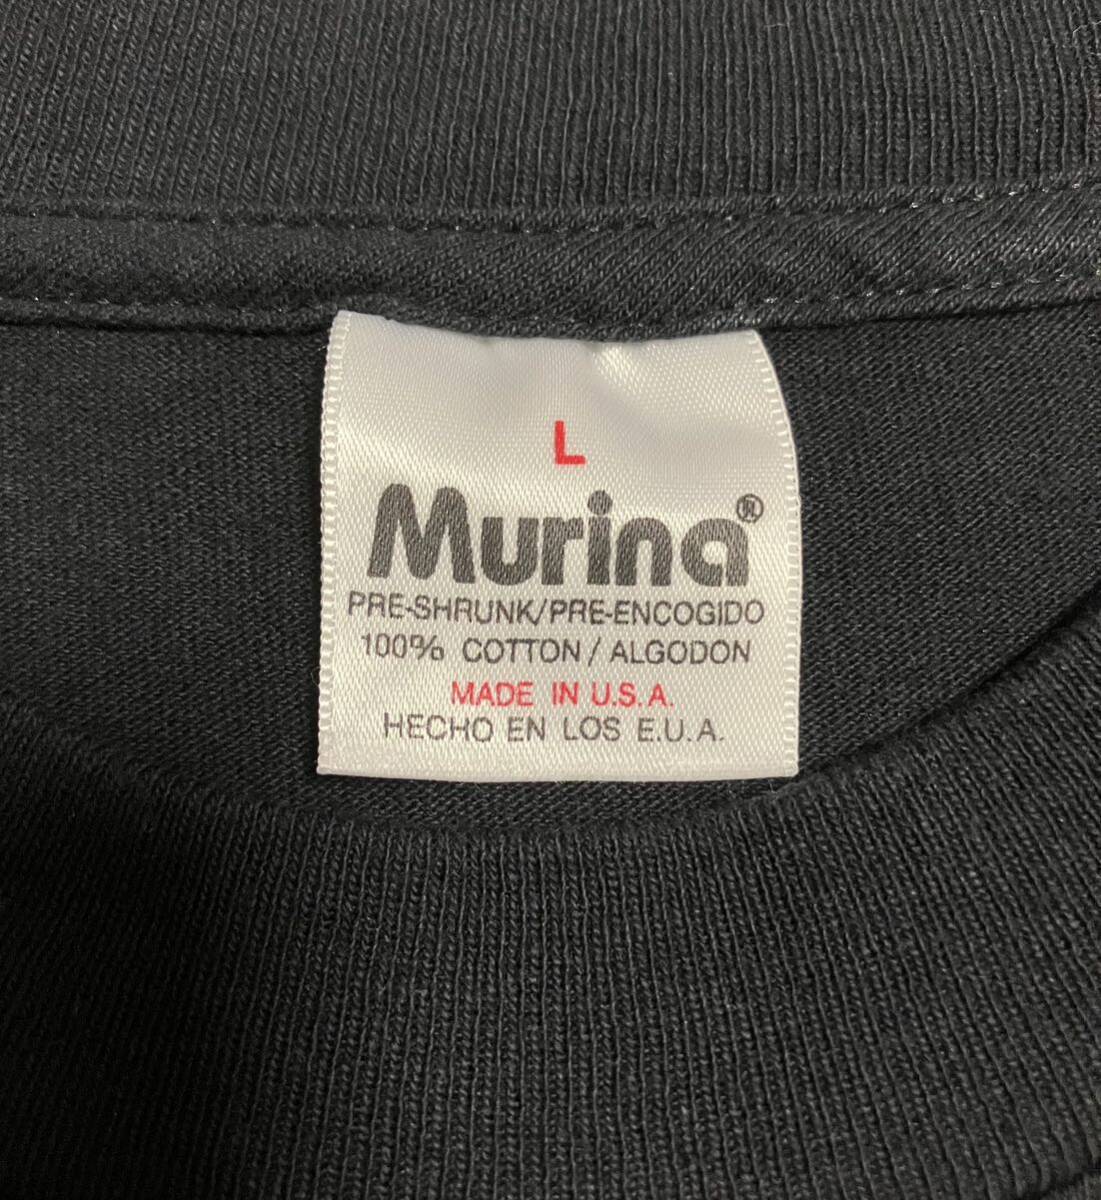 L
Murina®
PRE-SHRUNK/PRE-ENCOGIDO
100% COTTON / ALGODON
MADE IN U.S.A.
HECHO EN LOS E.U.A.